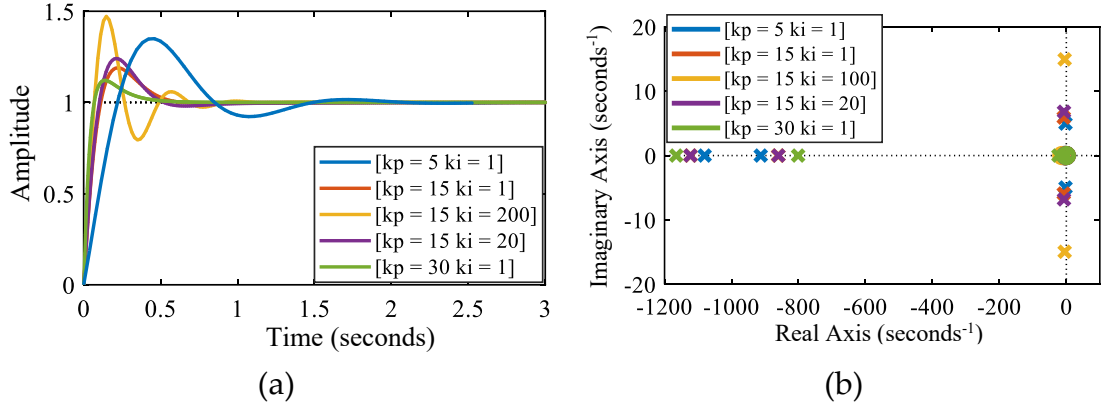 1.5
1
0.5
0
Amplitude
[kp = 5 ki = 1]
[kp = 15 ki = 1]
[kp = 15 ki = 200]
[kp = 15 ki = 20]
[kp = 30 ki = 1]
0 0.5 1 1.5 2 2.5 3
Time (seconds)
(a)
20
10
0
-10
-20
Imaginary Axis (seconds⁻¹)
[kp = 5 ki = 1]
[kp = 15 ki = 1]
[kp = 15 ki = 100]
[kp = 15 ki = 20]
[kp = 30 ki = 1]
-1200 -1000 -800 -600 -400 -200 0
Real Axis (seconds⁻¹)
(b)